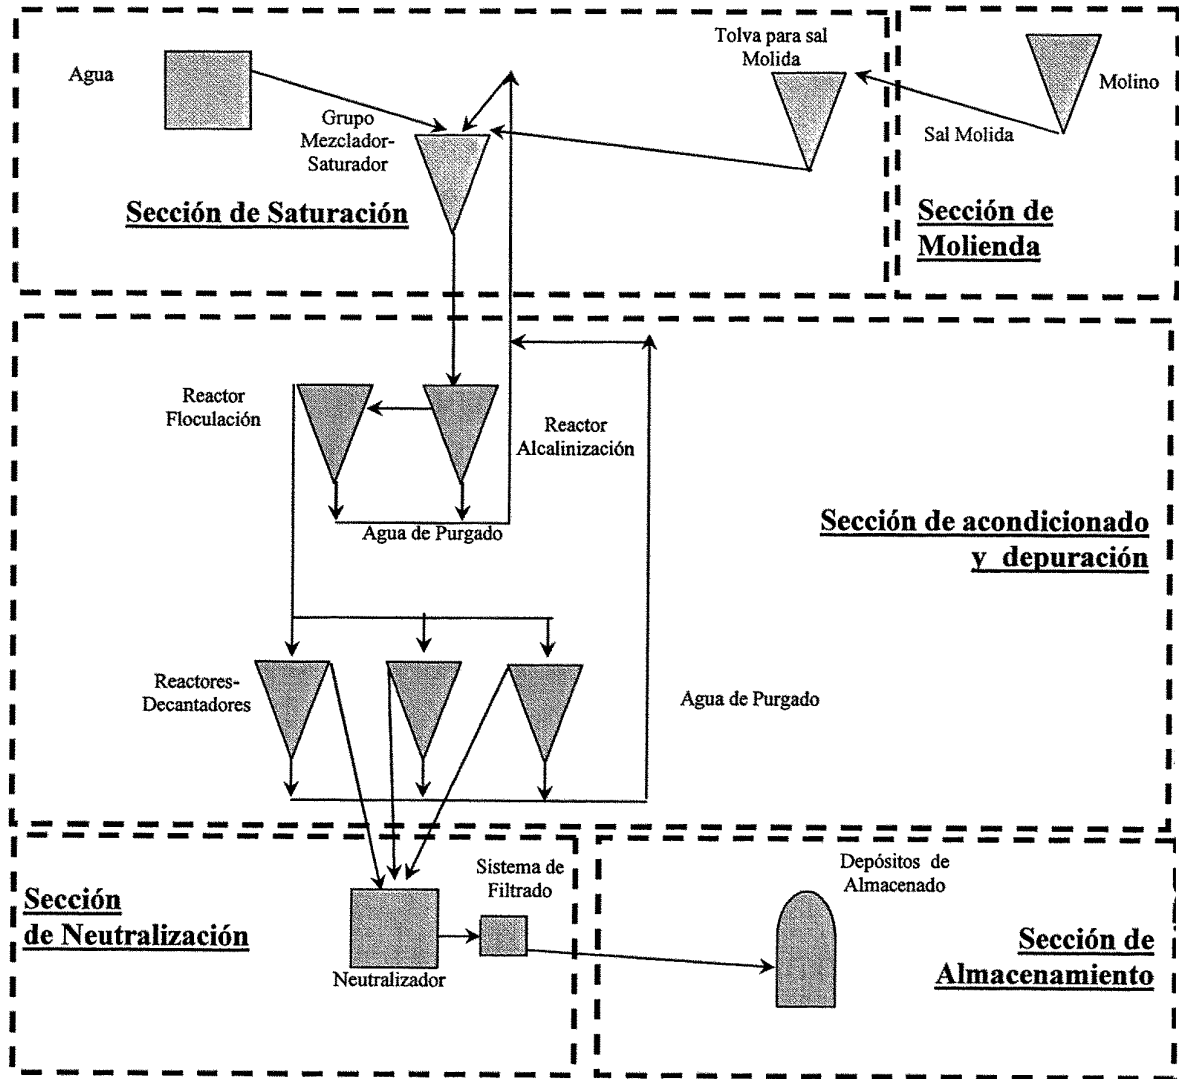 Agua
Grupo
Mezclador-
Saturador
Sección de Saturación
Tolva para sal
Molida
Molino
Sal Molida
Sección de
Molienda
Reactor
Floculación
Reactor
Alcalinización
Agua de Purgado
Sección de acondicionado
y depuración
Reactores-
Decantadores
Agua de Purgado
Sección
de Neutralización
Sistema de
Filtrado
Neutralizador
Depósitos de
Almacenado
Sección de
Almacenamiento